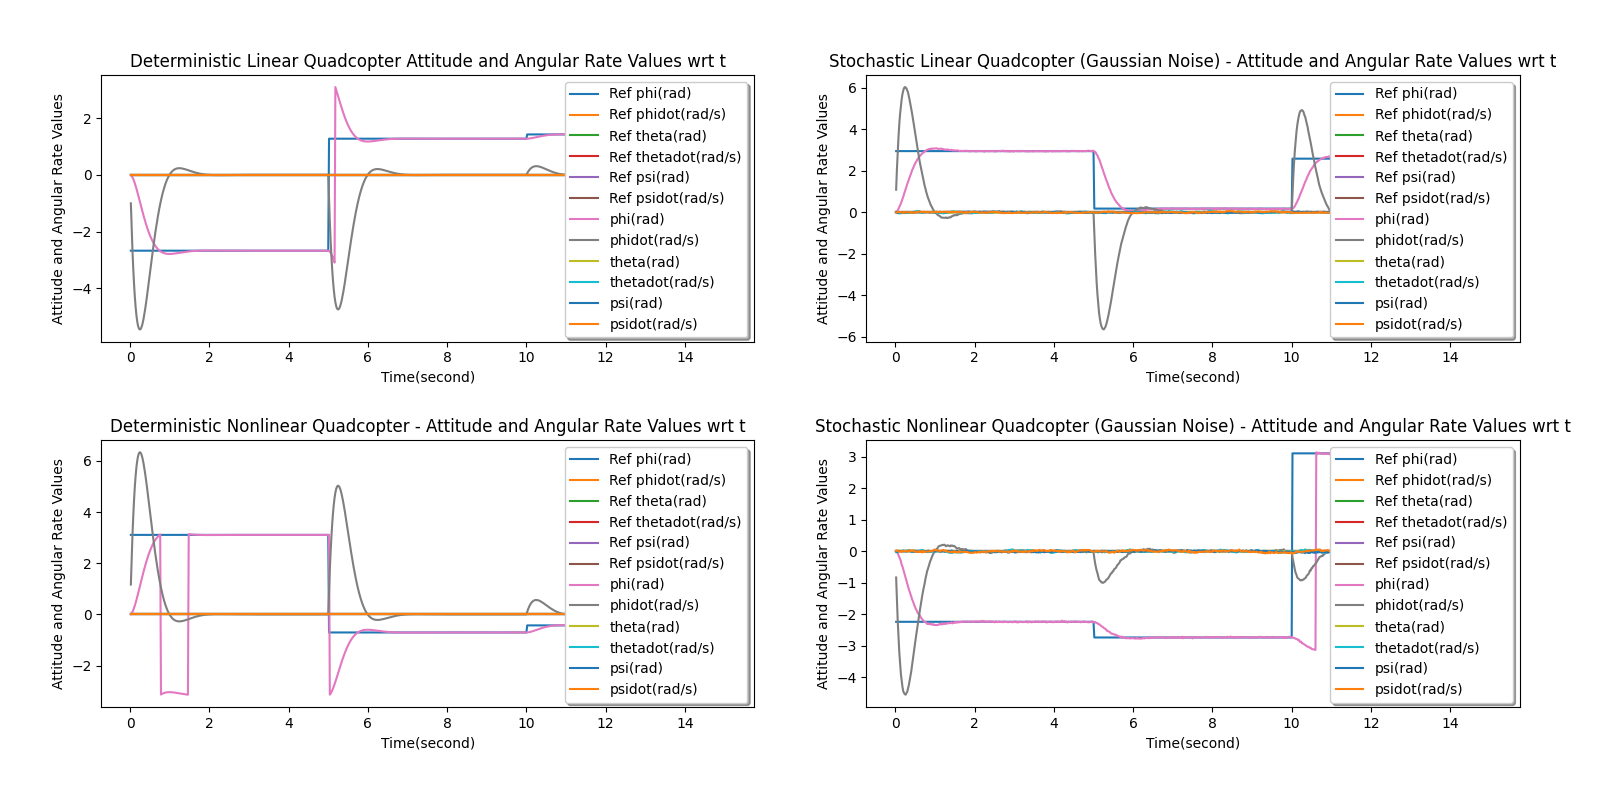 Deterministic Linear Quadcopter Attitude and Angular Rate Values wrt t
Attitude and Angular Rate Values
2
0
−2
−4
0 2 4 6 8 10 12 14
Time(second)
Ref phi(rad)
Ref phidot(rad/s)
Ref theta(rad)
Ref thetadot(rad/s)
Ref psi(rad)
Ref psidot(rad/s)
phi(rad)
phidot(rad/s)
theta(rad)
thetadot(rad/s)
psi(rad)
psidot(rad/s)
Stochastic Linear Quadcopter (Gaussian Noise) - Attitude and Angular Rate Values wrt t
Attitude and Angular Rate Values
6
4
2
0
−2
−4
−6
0 2 4 6 8 10 12 14
Time(second)
Ref phi(rad)
Ref phidot(rad/s)
Ref theta(rad)
Ref thetadot(rad/s)
Ref psi(rad)
Ref psidot(rad/s)
phi(rad)
phidot(rad/s)
theta(rad)
thetadot(rad/s)
psi(rad)
psidot(rad/s)
Deterministic Nonlinear Quadcopter - Attitude and Angular Rate Values wrt t
Attitude and Angular Rate Values
6
4
2
0
−2
0 2 4 6 8 10 12 14
Time(second)
Ref phi(rad)
Ref phidot(rad/s)
Ref theta(rad)
Ref thetadot(rad/s)
Ref psi(rad)
Ref psidot(rad/s)
phi(rad)
phidot(rad/s)
theta(rad)
thetadot(rad/s)
psi(rad)
psidot(rad/s)
Stochastic Nonlinear Quadcopter (Gaussian Noise) - Attitude and Angular Rate Values wrt t
Attitude and Angular Rate Values
3
2
1
0
−1
−2
−3
−4
0 2 4 6 8 10 12 14
Time(second)
Ref phi(rad)
Ref phidot(rad/s)
Ref theta(rad)
Ref thetadot(rad/s)
Ref psi(rad)
Ref psidot(rad/s)
phi(rad)
phidot(rad/s)
theta(rad)
thetadot(rad/s)
psi(rad)
psidot(rad/s)